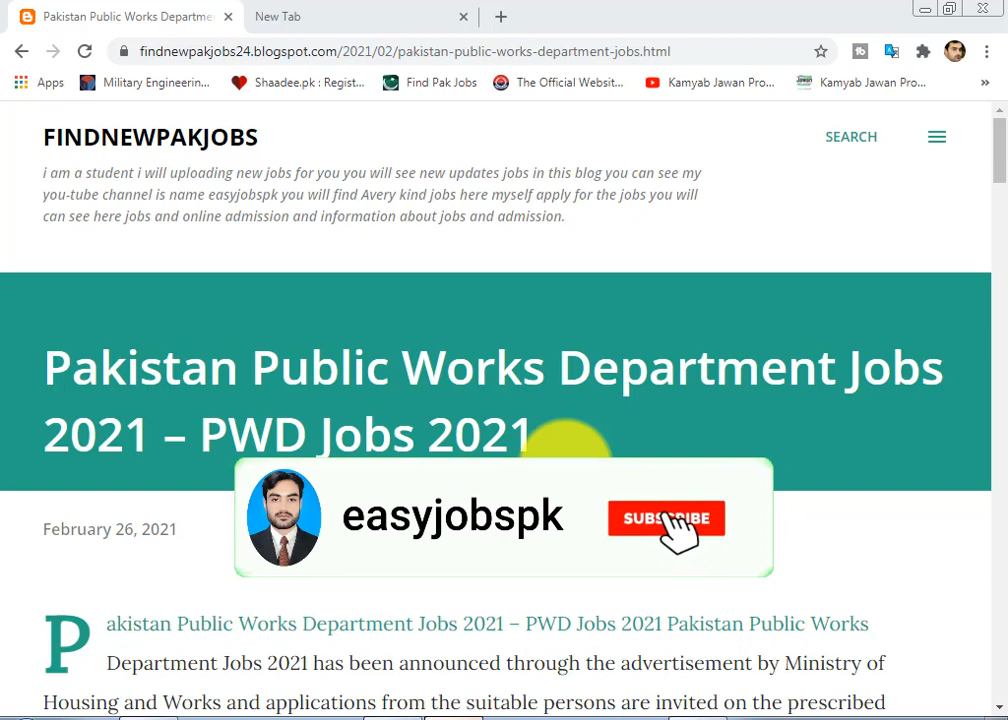 Pakistan Public Works Departme
New Tab
findnewpakjobs24.blogspot.com/2021/02/pakistan-public-works-department-jobs.html
Apps
Military Engineerin...
Shaadee.pk : Regist...
Find Pak Jobs
The Official Websit...
Kamyab Jawan Pro...
Kamyab Jawan Pro...
FINDNEWPAKJOBS
SEARCH
i am a student i will uploading new jobs for you you will see new updates jobs in this blog you can see my
you-tube channel is name easyjobspk you will find Avery kind jobs here myself apply for the jobs you will
can see here jobs and online admission and information about jobs and admission.
Pakistan Public Works Department Jobs
2021 – PWD Jobs 2021
easyjobspk
SUBSCRIBE
February 26, 2021
Pakistan Public Works Department Jobs 2021 – PWD Jobs 2021 Pakistan Public Works
Department Jobs 2021 has been announced through the advertisement by Ministry of
Housing and Works and applications from the suitable persons are invited on the prescribed